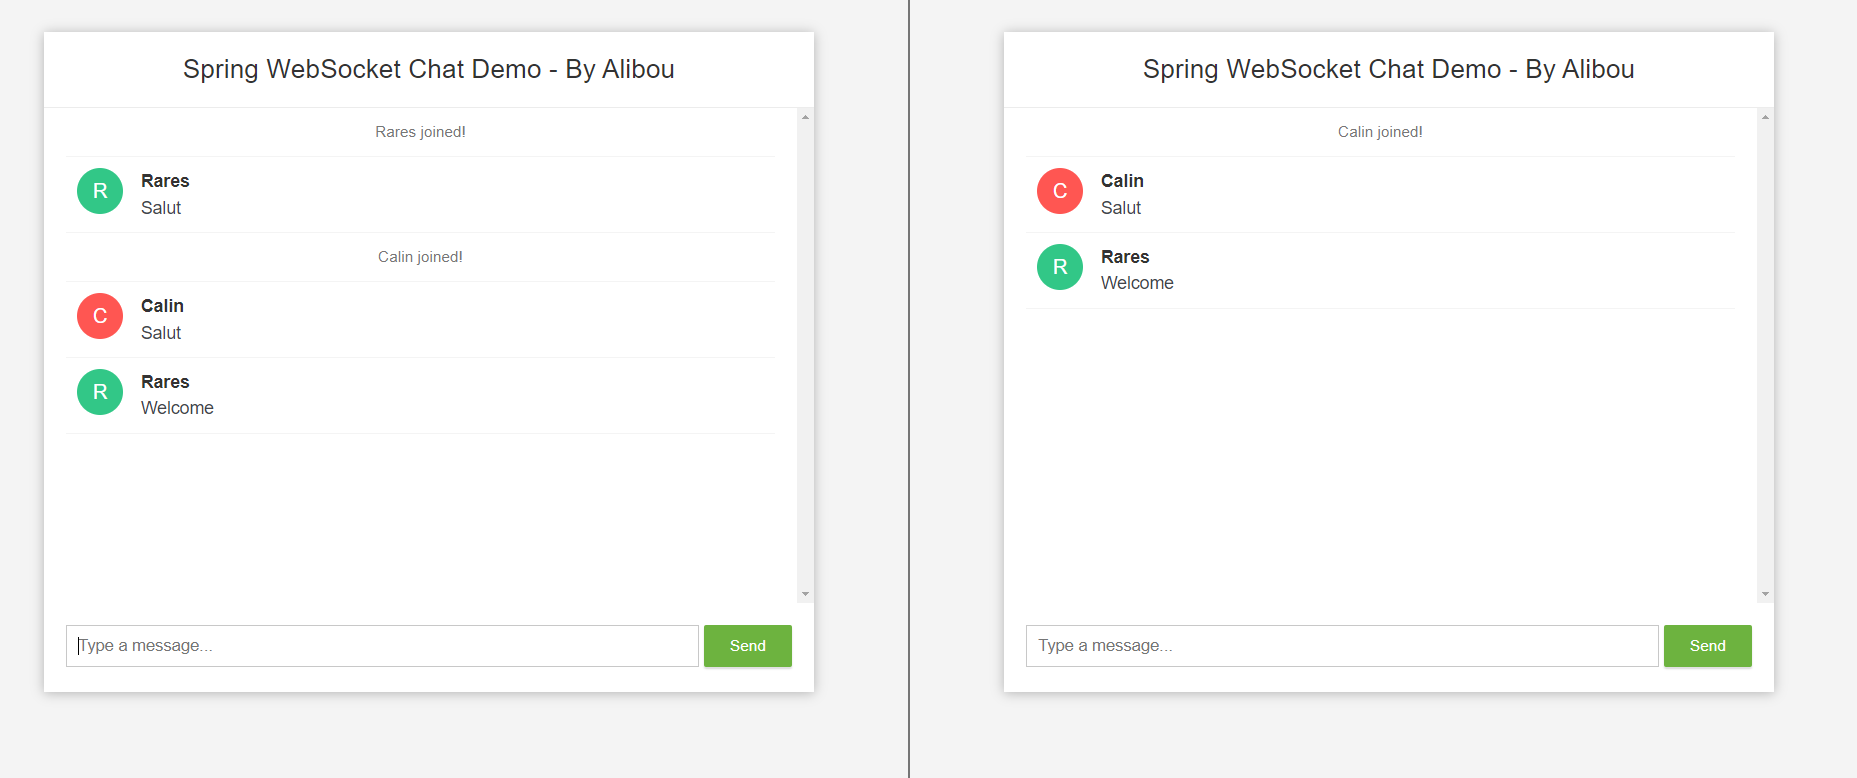 Spring WebSocket Chat Demo - By Alibou
Rares joined!
R
Rares
Salut
Calin joined!
C
Calin
Salut
R
Rares
Welcome
Type a message...
Send
Spring WebSocket Chat Demo - By Alibou
Calin joined!
C
Calin
Salut
R
Rares
Welcome
Type a message...
Send